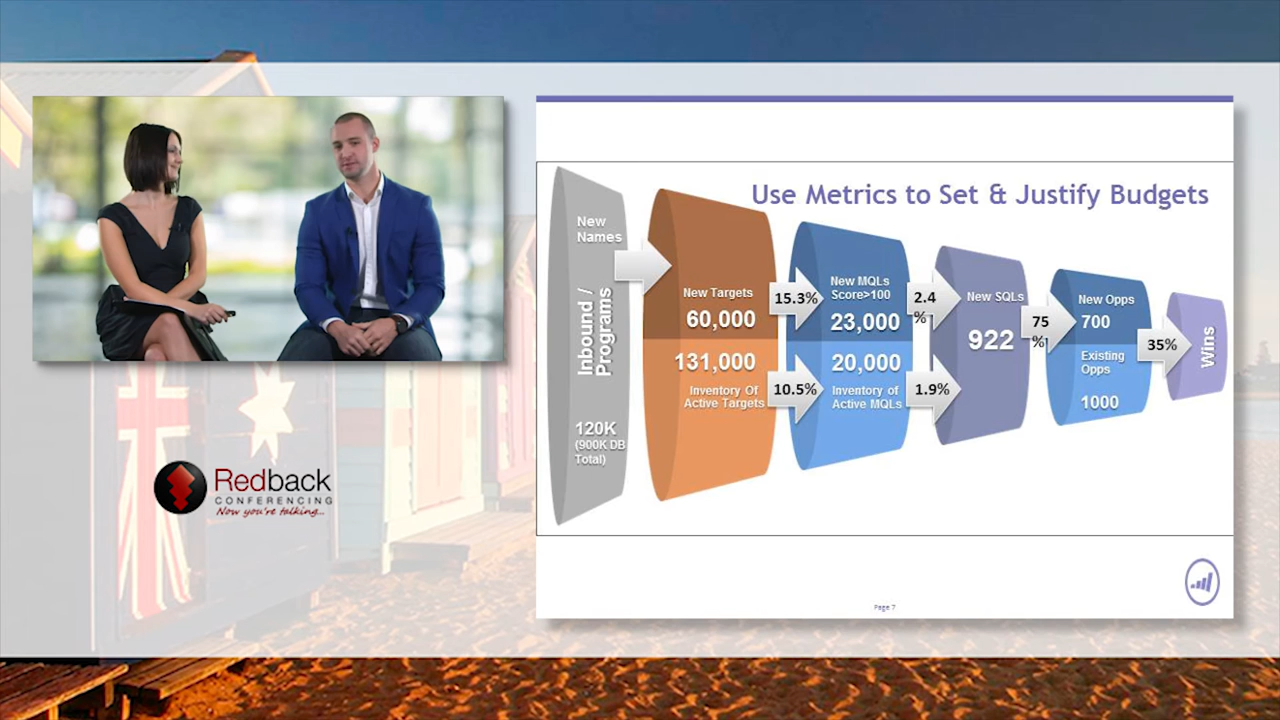 Use Metrics to Set & Justify Budgets
New
Names
Inbound /
Programs
120K
(900K DB
Total)
New Targets
60,000
131,000
Inventory Of
Active Targets
15.3%
10.5%
New MQLs
Score>100
23,000
20,000
Inventory of
Active MQLs
2.4
%
1.9%
New SQLs
922
75
%!
New Opps
700
Existing
Opps
1000
35%
Wins
Redback
CONFERENCING
Now you're talking...
Page 7